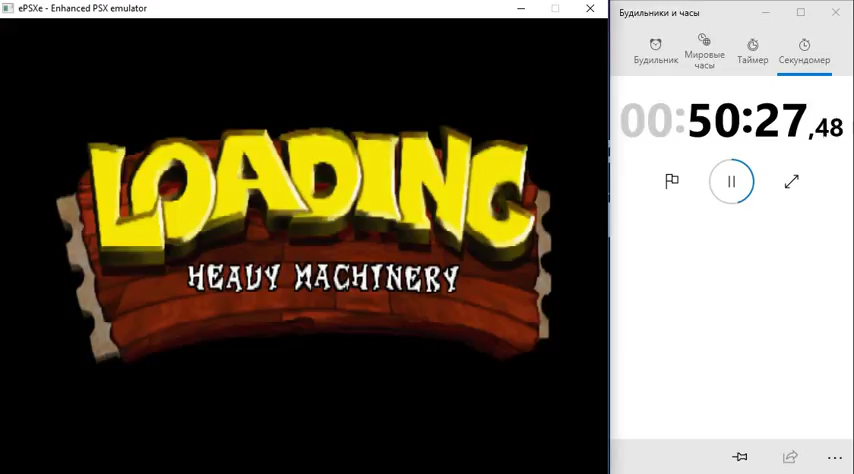 ePSXe - Enhanced PSX emulator
LOADING
HEAVY MACHINERY
Будильники и часы
Будильник
Мировые
часы
Таймер
Секундомер
00:50:27,48